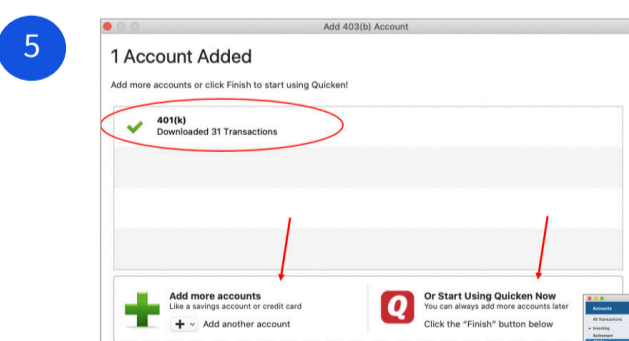 5
Add 403(b) Account
1 Account Added
Add more accounts or click Finish to start using Quicken!
401(k)
Downloaded 31 Transactions
Add more accounts
Like a savings account or credit card
Add another account
Q
Or Start Using Quicken Now
You can always add more accounts later
Click the “Finish” button below
Accounts
All Transactions
Investing
Retirement